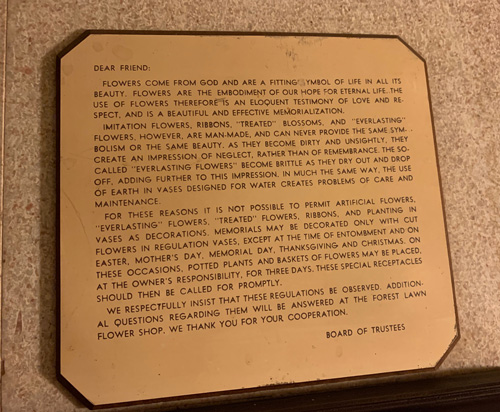 DEAR FRIEND:
FLOWERS COME FROM GOD AND ARE A FITTING SYMBOL OF LIFE IN ALL ITS
BEAUTY. FLOWERS ARE THE EMBODIMENT OF OUR HOPE FOR ETERNAL LIFE. THE
USE OF FLOWERS THEREFORE IS AN ELOQUENT TESTIMONY OF LOVE AND RE-
SPECT, AND IS A BEAUTIFUL AND EFFECTIVE MEMORIALIZATION.
IMITATION FLOWERS, RIBBONS, "TREATED" BLOSSOMS, AND "EVERLASTING"
FLOWERS, HOWEVER, ARE MAN-MADE, AND CAN NEVER PROVIDE THE SAME SYM-
BOLISM OR THE SAME BEAUTY. AS THEY BECOME DIRTY AND UNSIGHTLY, THEY
CREATE AN IMPRESSION OF NEGLECT, RATHER THAN OF REMEMBRANCE. THE SO-
CALLED "EVERLASTING FLOWERS" BECOME BRITTLE AS THEY DRY OUT AND DROP
OFF, ADDING FURTHER TO THIS IMPRESSION. IN MUCH THE SAME WAY, THE USE
OF EARTH IN VASES DESIGNED FOR WATER CREATES PROBLEMS OF CARE AND
MAINTENANCE.
FOR THESE REASONS IT IS NOT POSSIBLE TO PERMIT ARTIFICIAL FLOWERS,
"EVERLASTING" FLOWERS, "TREATED" FLOWERS, RIBBONS, AND PLANTING IN
VASES AS DECORATIONS. MEMORIALS MAY BE DECORATED ONLY WITH CUT
FLOWERS IN REGULATION VASES, EXCEPT AT THE TIME OF ENTOMBMENT AND ON
EASTER, MOTHER'S DAY, MEMORIAL DAY, THANKSGIVING AND CHRISTMAS. ON
THESE OCCASIONS, POTTED PLANTS AND BASKETS OF FLOWERS MAY BE PLACED,
AT THE OWNER'S RESPONSIBILITY, FOR THREE DAYS. THESE SPECIAL RECEPTACLES
SHOULD THEN BE CALLED FOR PROMPTLY.
WE RESPECTFULLY INSIST THAT THESE REGULATIONS BE OBSERVED. ADDITION-
AL QUESTIONS REGARDING THEM WILL BE ANSWERED AT THE FOREST LAWN
FLOWER SHOP. WE THANK YOU FOR YOUR COOPERATION.
BOARD OF TRUSTEES